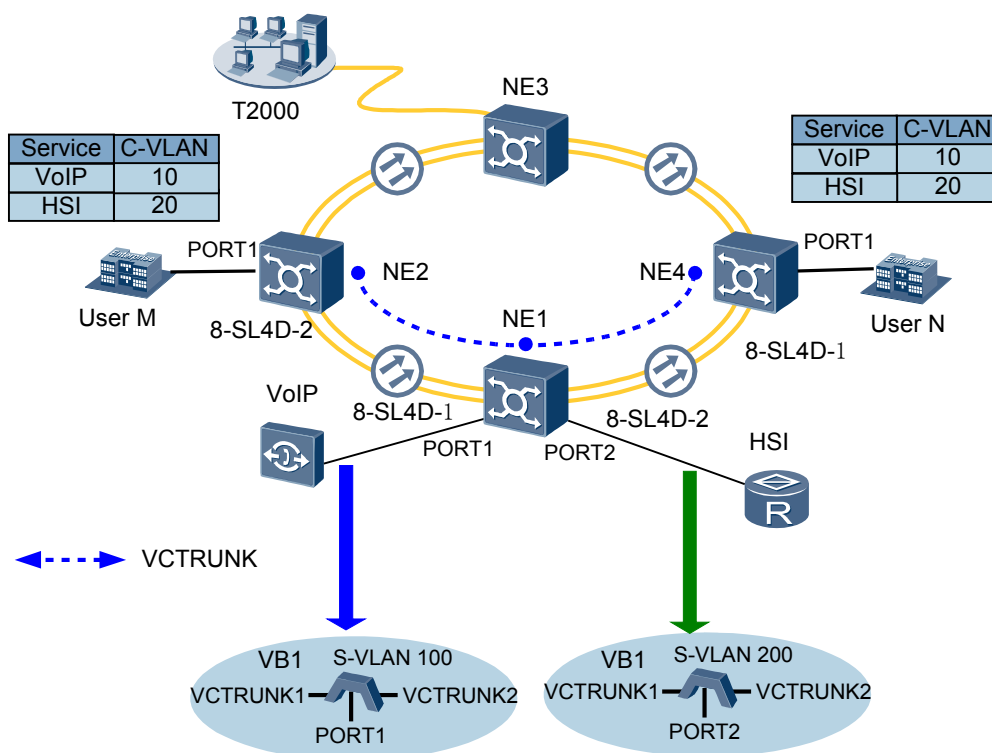 T2000
NE3
Service C-VLAN
VoIP 10
HSI 20
Service C-VLAN
VoIP 10
HSI 20
PORT1
Enterprise
User M
NE2
8-SL4D-2
NE4
PORT1
Enterprise
User N
8-SL4D-1
NE1
VoIP
8-SL4D-1
PORT1
8-SL4D-2
PORT2
HSI
R
VCTRUNK
VB1 S-VLAN 100
VCTRUNK1 VCTRUNK2
PORT1
VB1 S-VLAN 200
VCTRUNK1 VCTRUNK2
PORT2